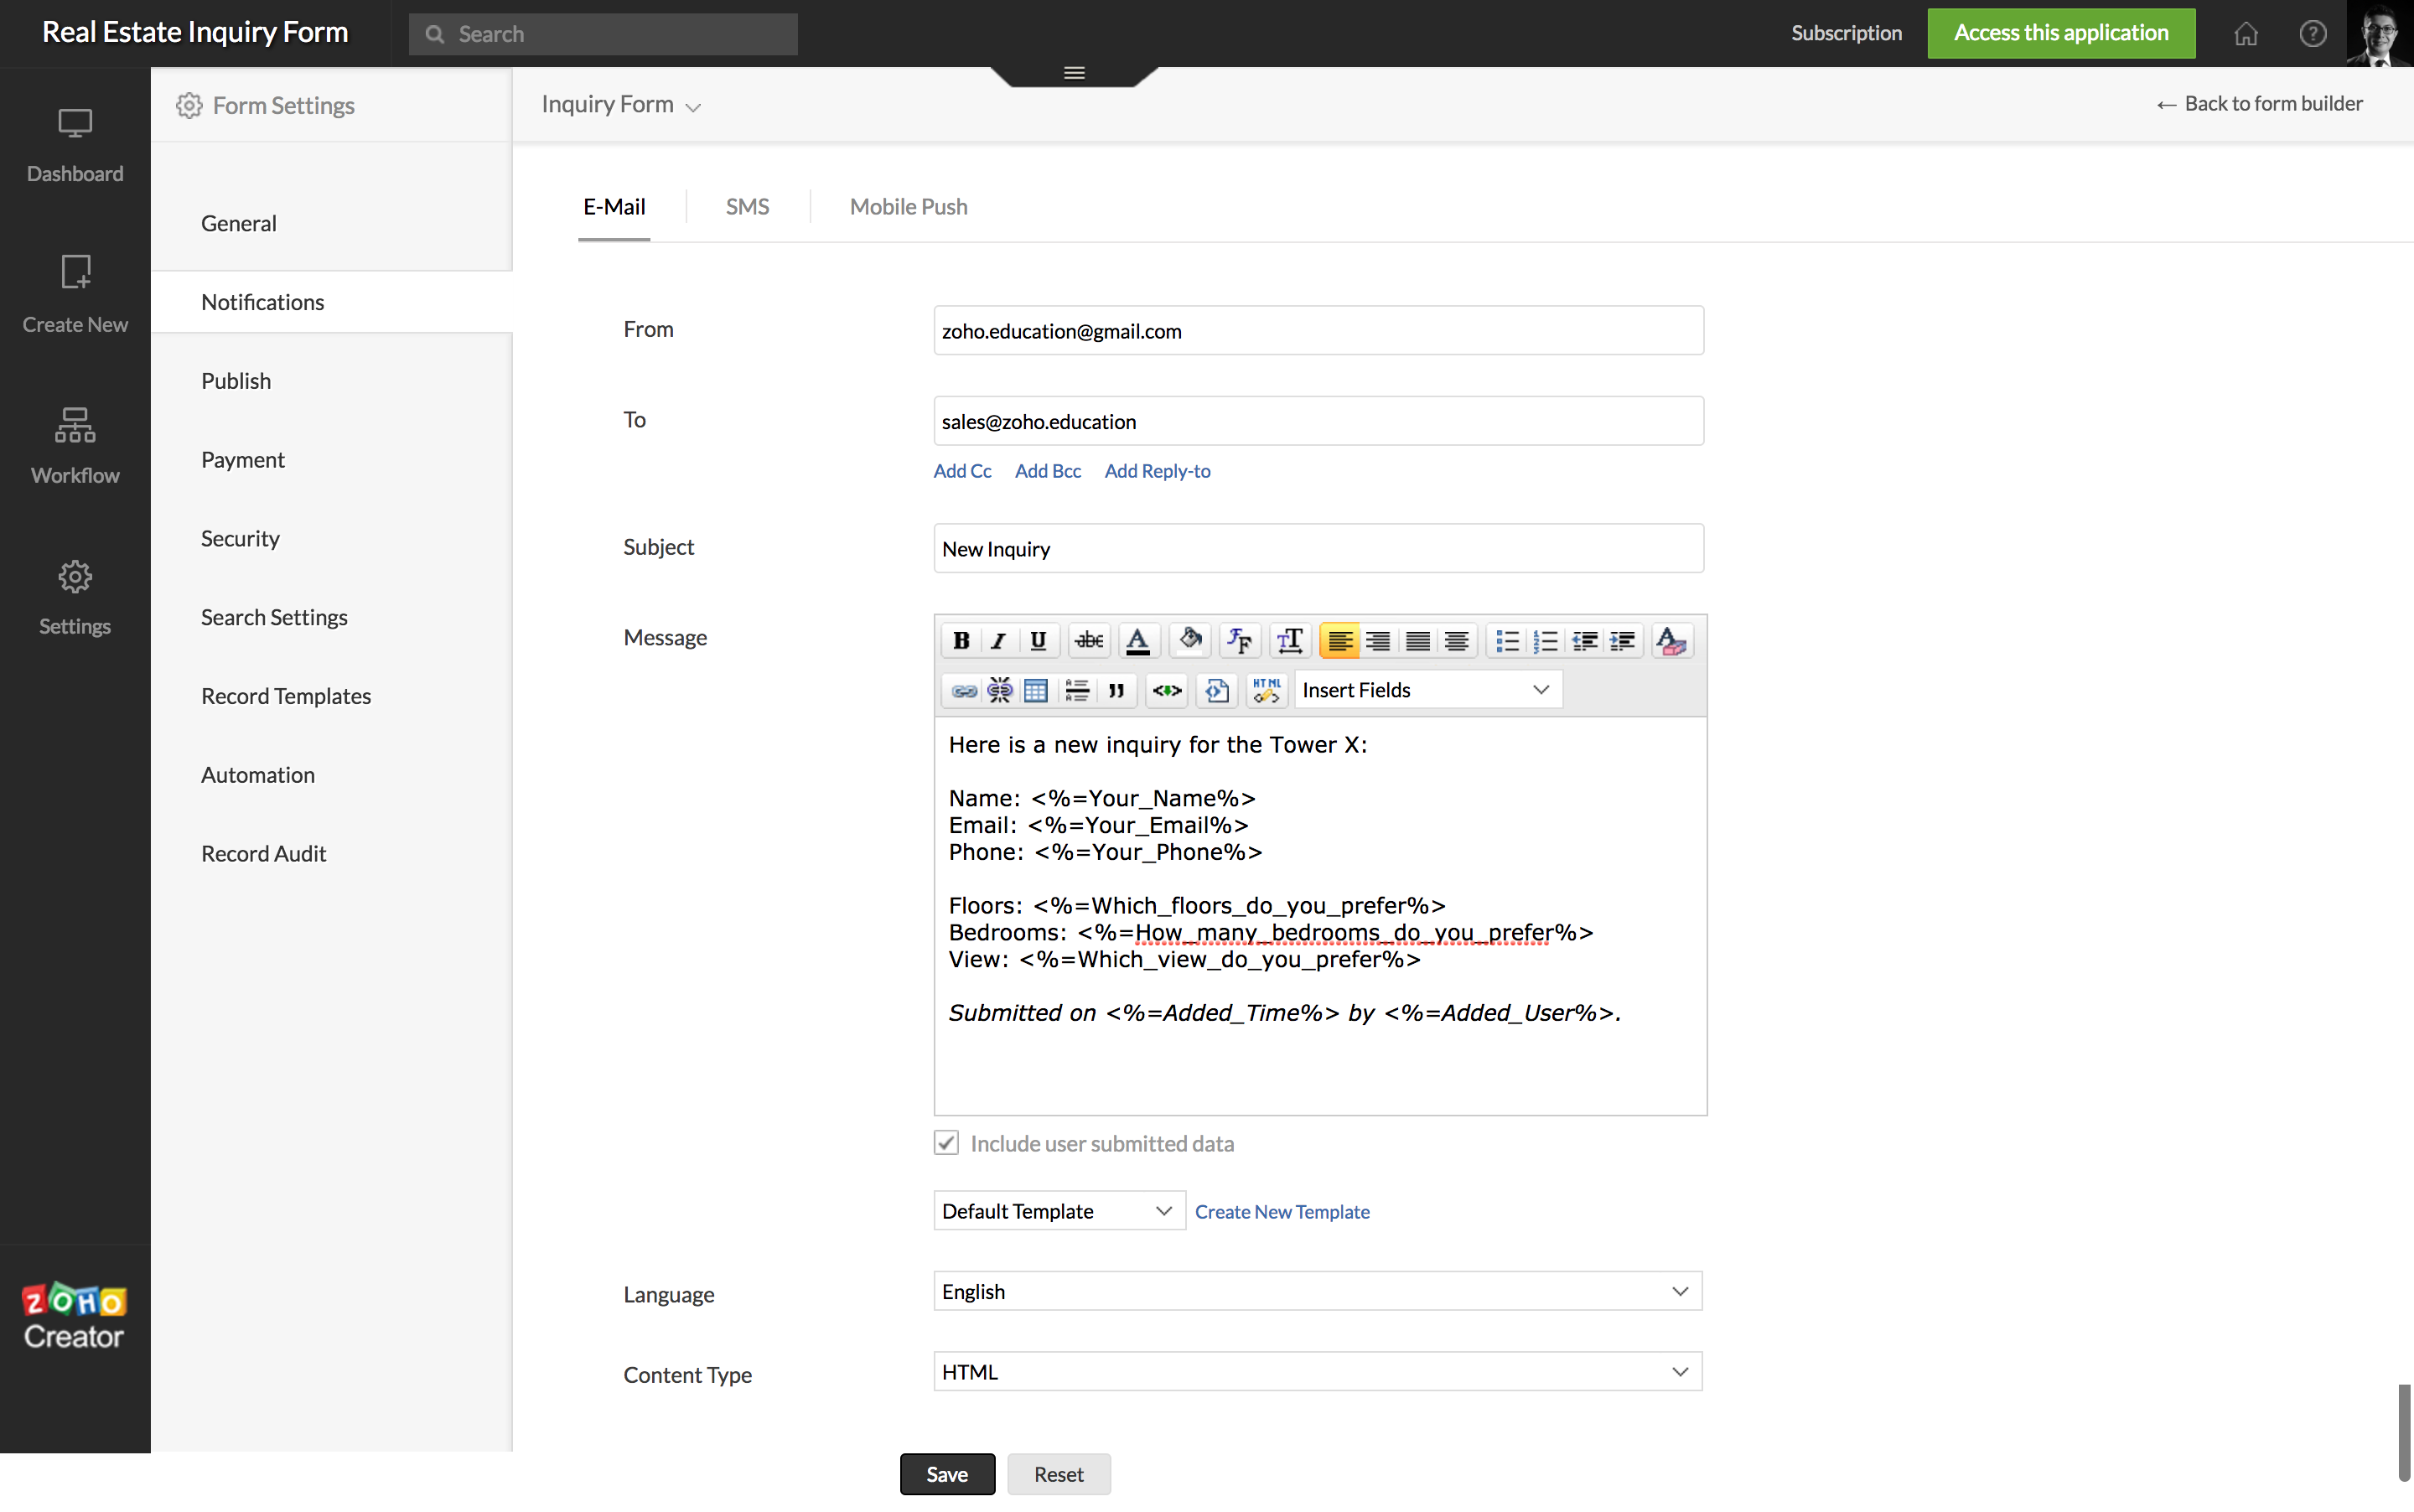 Real Estate Inquiry Form
Search
Subscription
Access this application
Dashboard
Create New
Workflow
Settings
ZOHO
Creator
Form Settings
General
Notifications
Publish
Payment
Security
Search Settings
Record Templates
Automation
Record Audit
Inquiry Form
← Back to form builder
E-Mail
SMS
Mobile Push
From
zoho.education@gmail.com
To
sales@zoho.education
Add Cc
Add Bcc
Add Reply-to
Subject
New Inquiry
Message
B I U abc A F F T T A
HTML
Insert Fields
Here is a new inquiry for the Tower X:
Name: <%=Your_Name%>
Email: <%=Your_Email%>
Phone: <%=Your_Phone%>
Floors: <%=Which_floors_do_you_prefer%>
Bedrooms: <%=How_many_bedrooms_do_you_prefer%>
View: <%=Which_view_do_you_prefer%>
Submitted on <%=Added_Time%> by <%=Added_User%>.
Include user submitted data
Default Template
Create New Template
Language
English
Content Type
HTML
Save
Reset